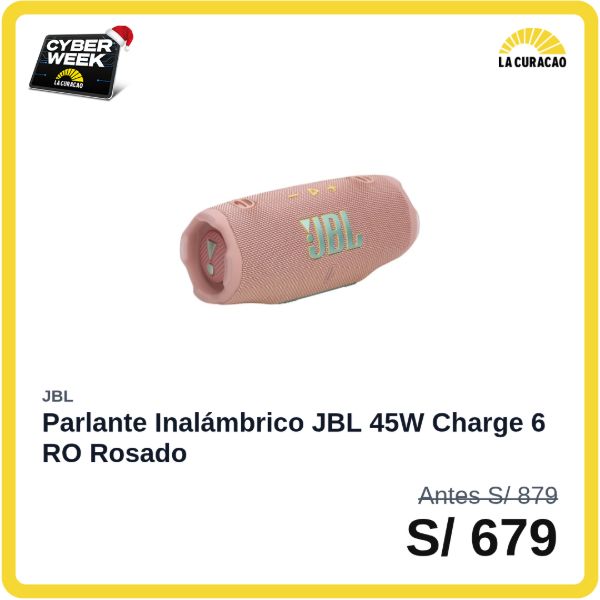 CYBER
WEEK
LA CURACAO
LA CURACAO
JBL
JBL
Parlante Inalámbrico JBL 45W Charge 6
RO Rosado
Antes S/ 879
S/ 679